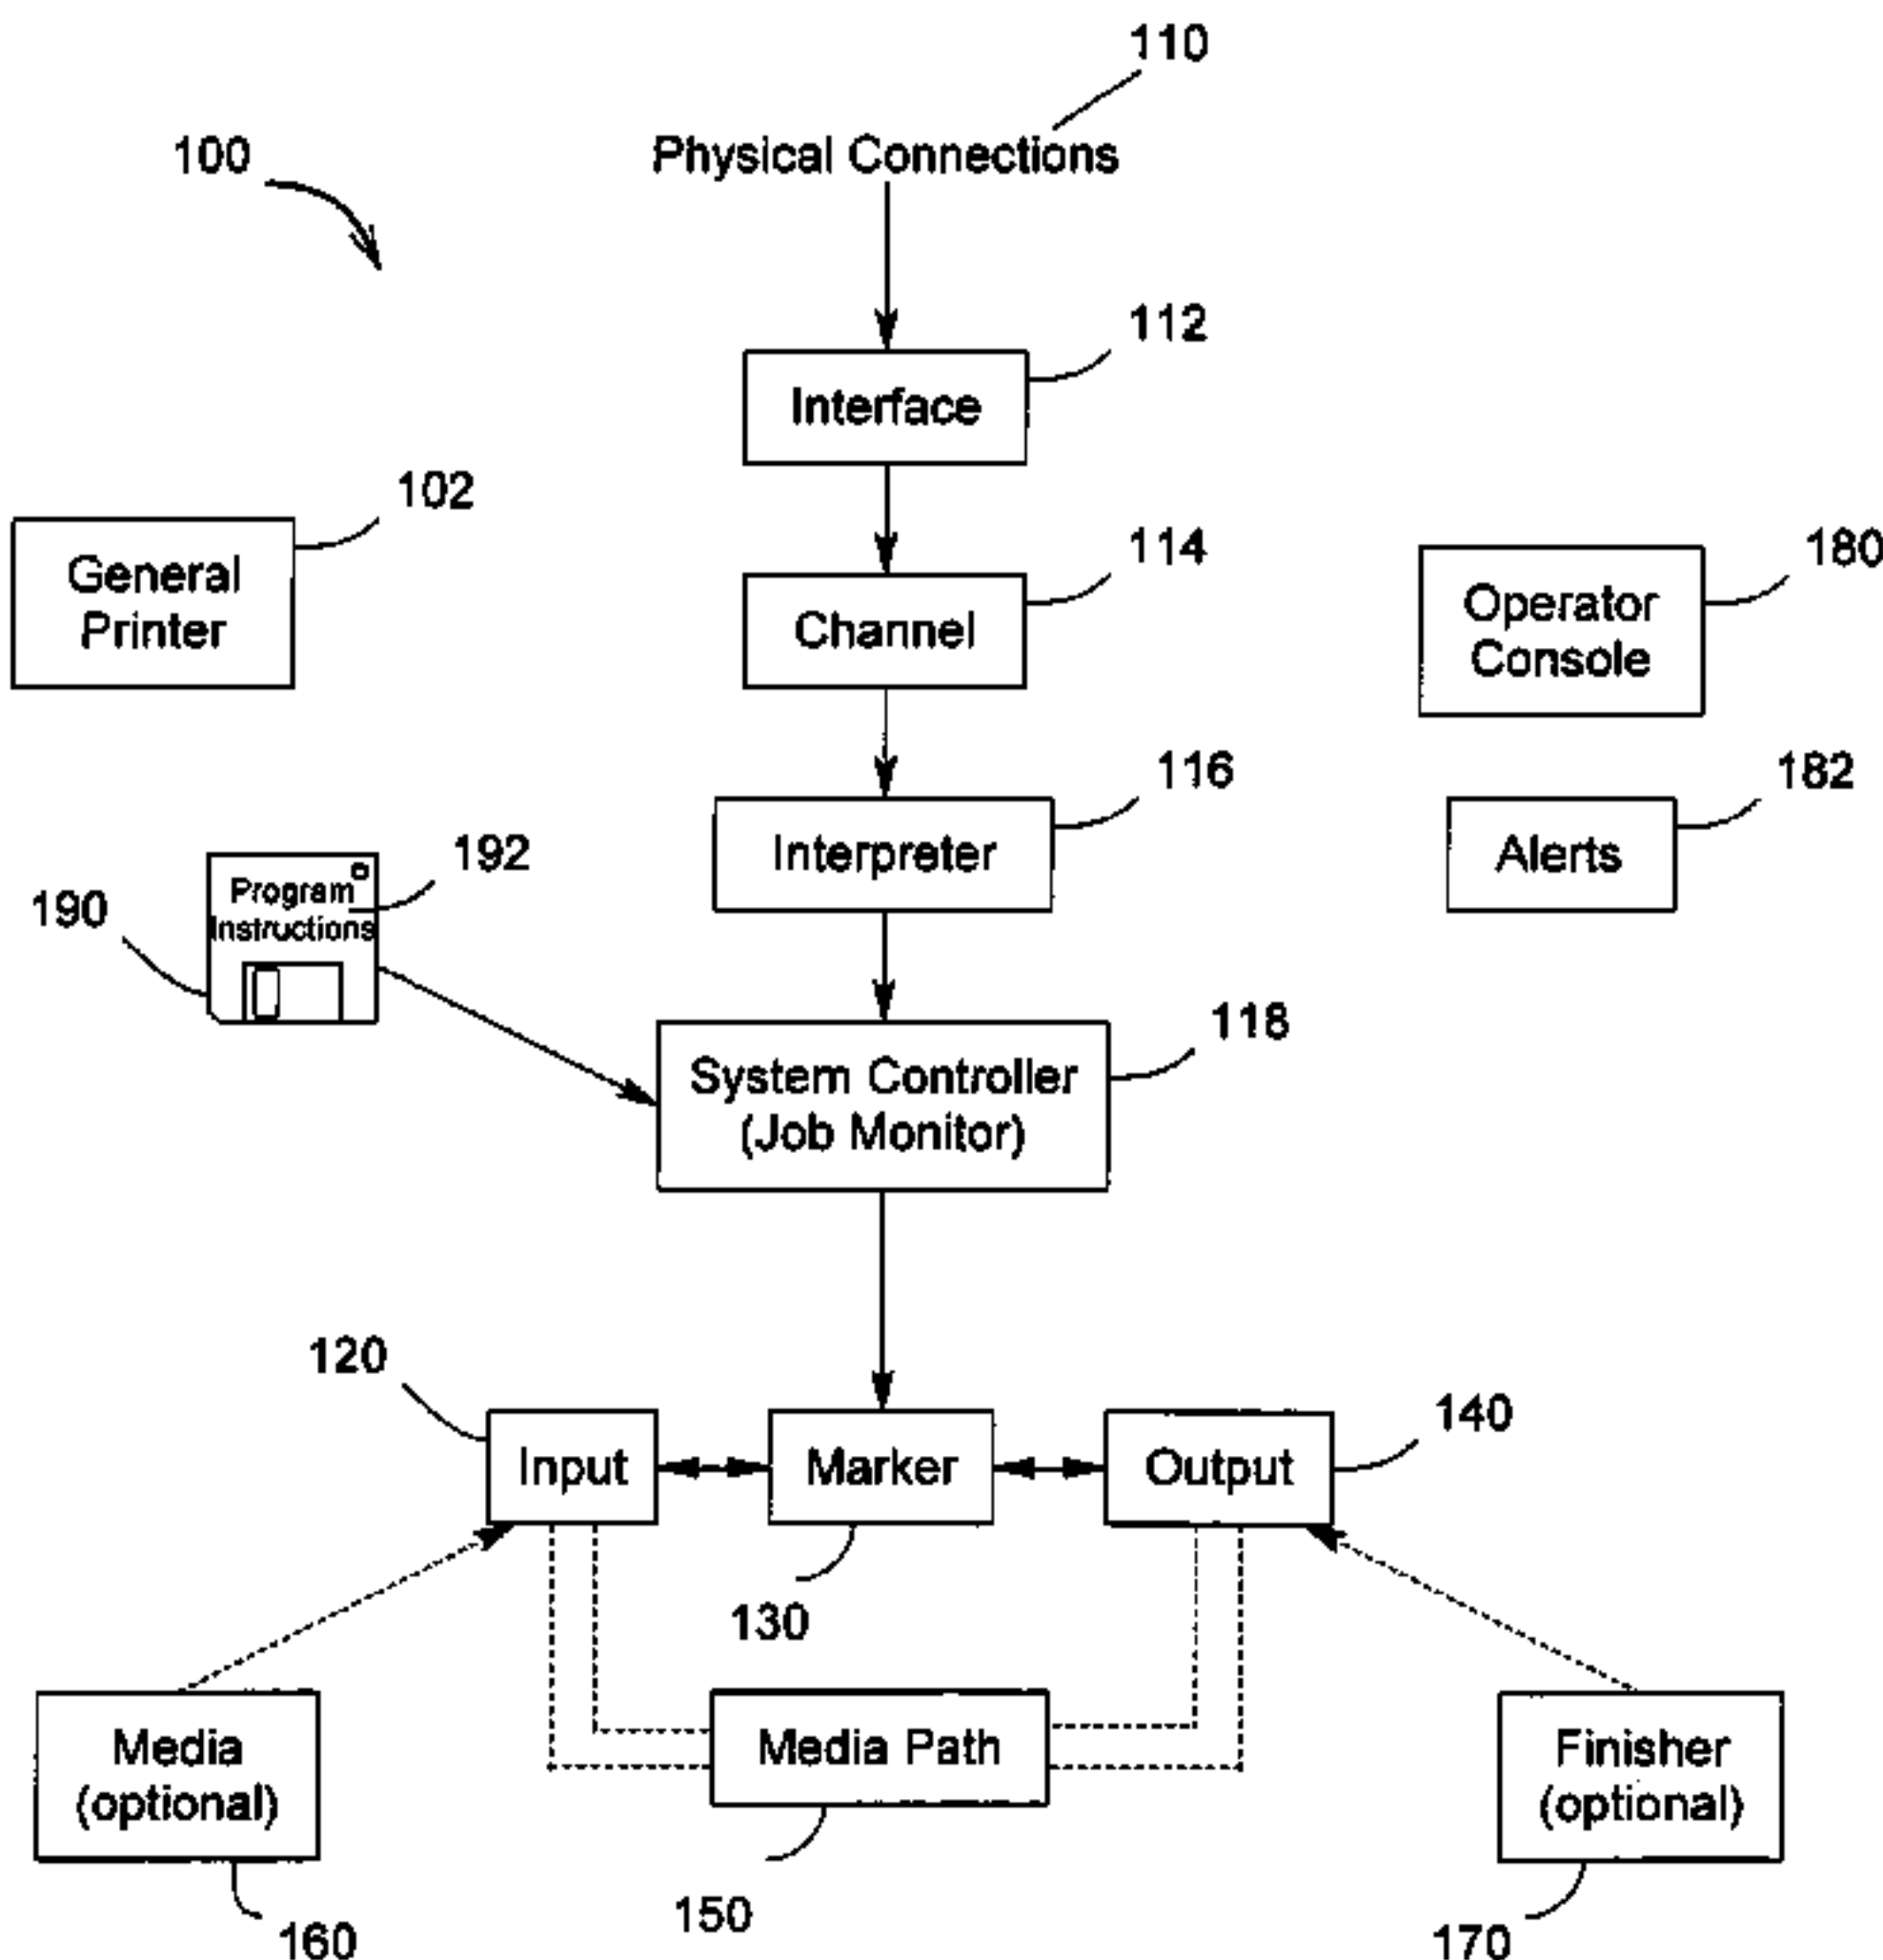 110
100
Physical Connections
112
Interface
102
General
Printer
114
Channel
180
Operator
Console
116
Interpreter
182
Alerts
192
190
Program
Instructions
118
System Controller
(Job Monitor)
120
140
Input
Marker
Output
130
Media
(optional)
Media Path
Finisher
(optional)
160
150
170